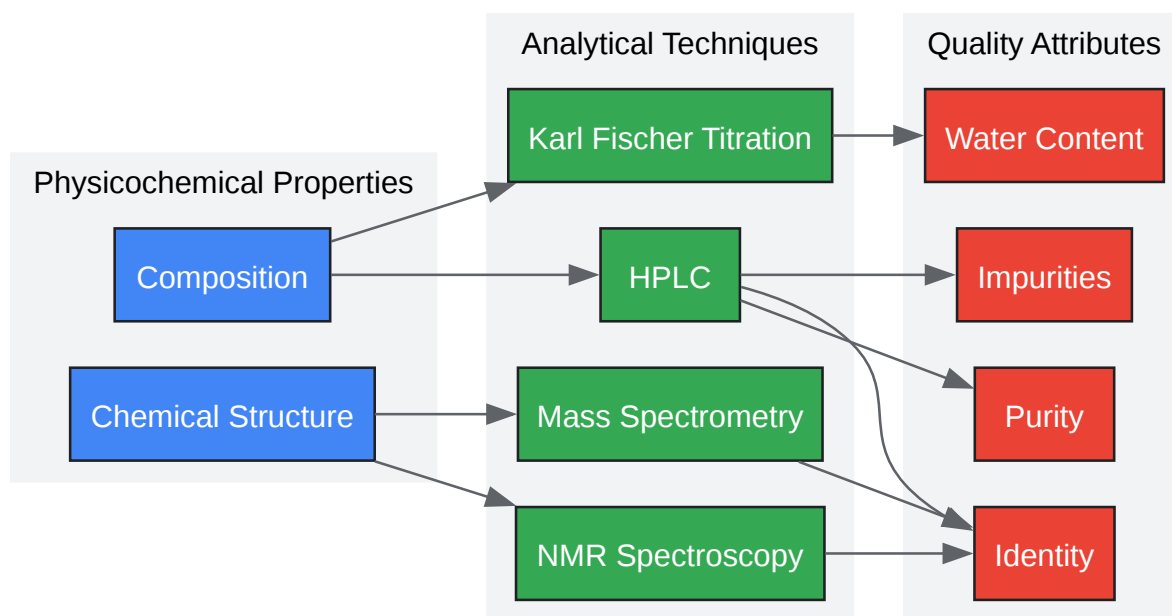 Physicochemical Properties
Composition
Chemical Structure
Analytical Techniques
Karl Fischer Titration
HPLC
Mass Spectrometry
NMR Spectroscopy
Quality Attributes
Water Content
Impurities
Purity
Identity